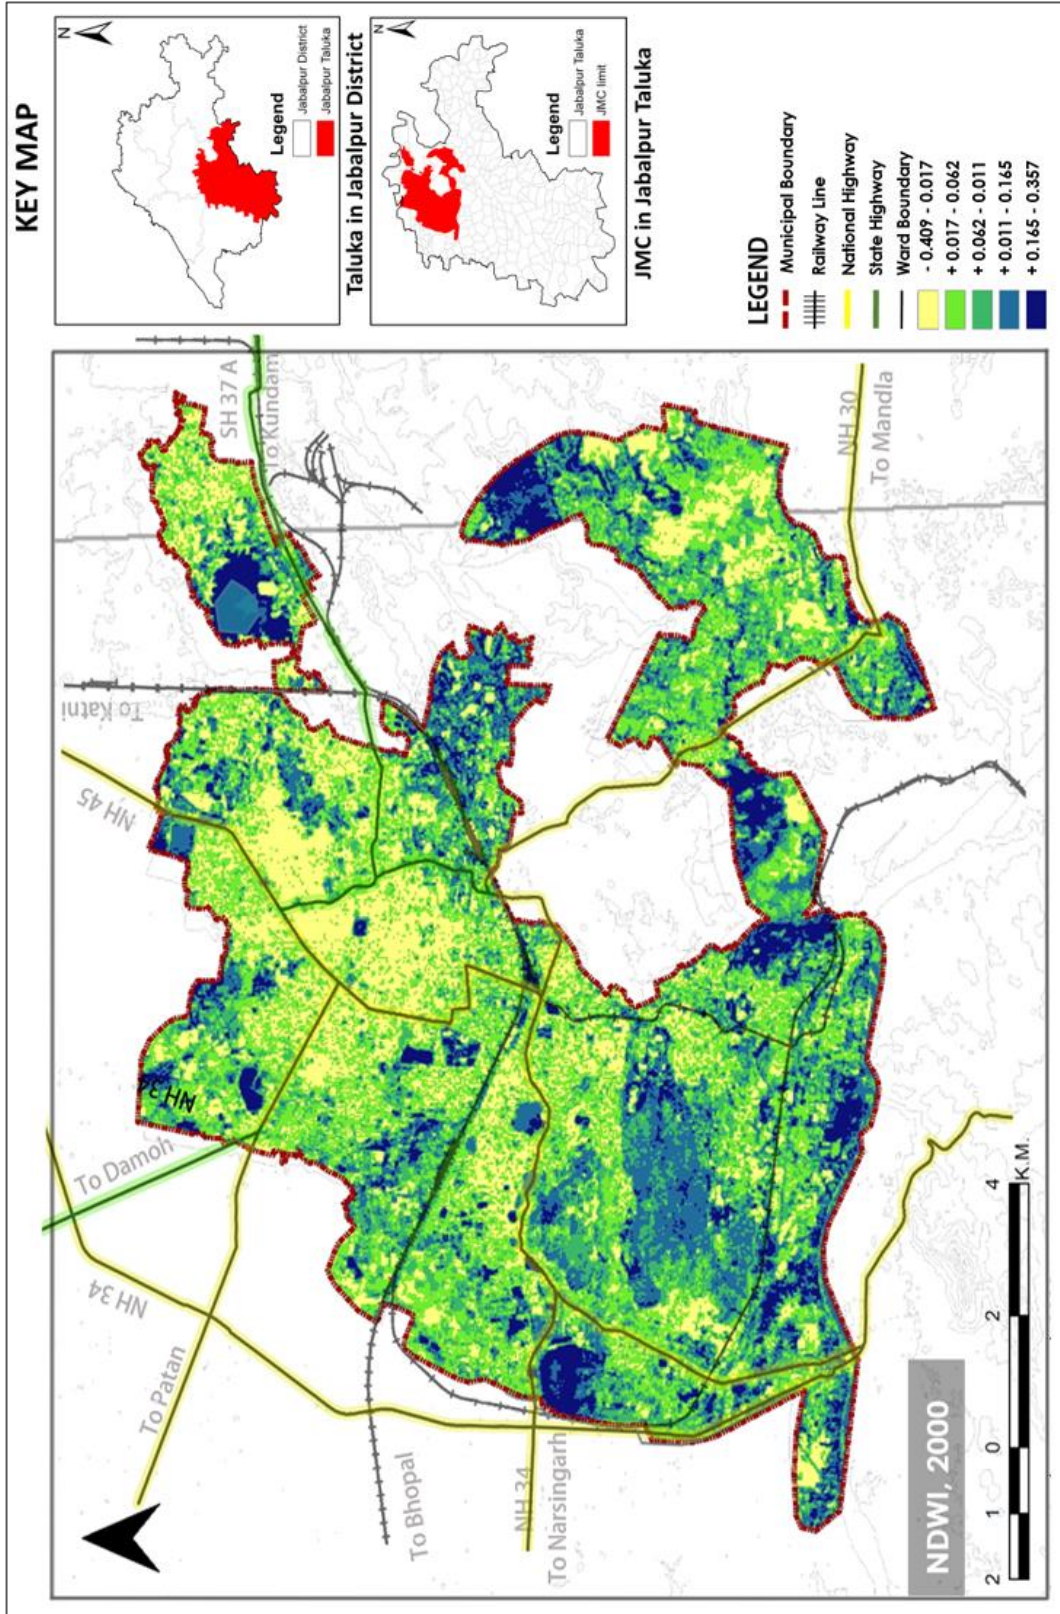 KEY MAP
N
Legend
Jabalpur District
Jabalpur Taluka
Taluka in Jabalpur District
N
Legend
Jabalpur Taluka
JMC limit
JMC in Jabalpur Taluka
LEGEND
Municipal Boundary
Railway Line
National Highway
State Highway
Ward Boundary
- 0.409 - 0.017
+ 0.017 - 0.062
+ 0.062 - 0.011
+ 0.011 - 0.165
+ 0.165 - 0.357
SH 37 A
To Kundam
To Katni
NH 45
NH 34
To Damoh
NH 34
To Patan
To Bhopal
NH 34
To Narsingarh
NH 30
To Mandla
NDWI, 2000
2 1 0 2 4
K.M.